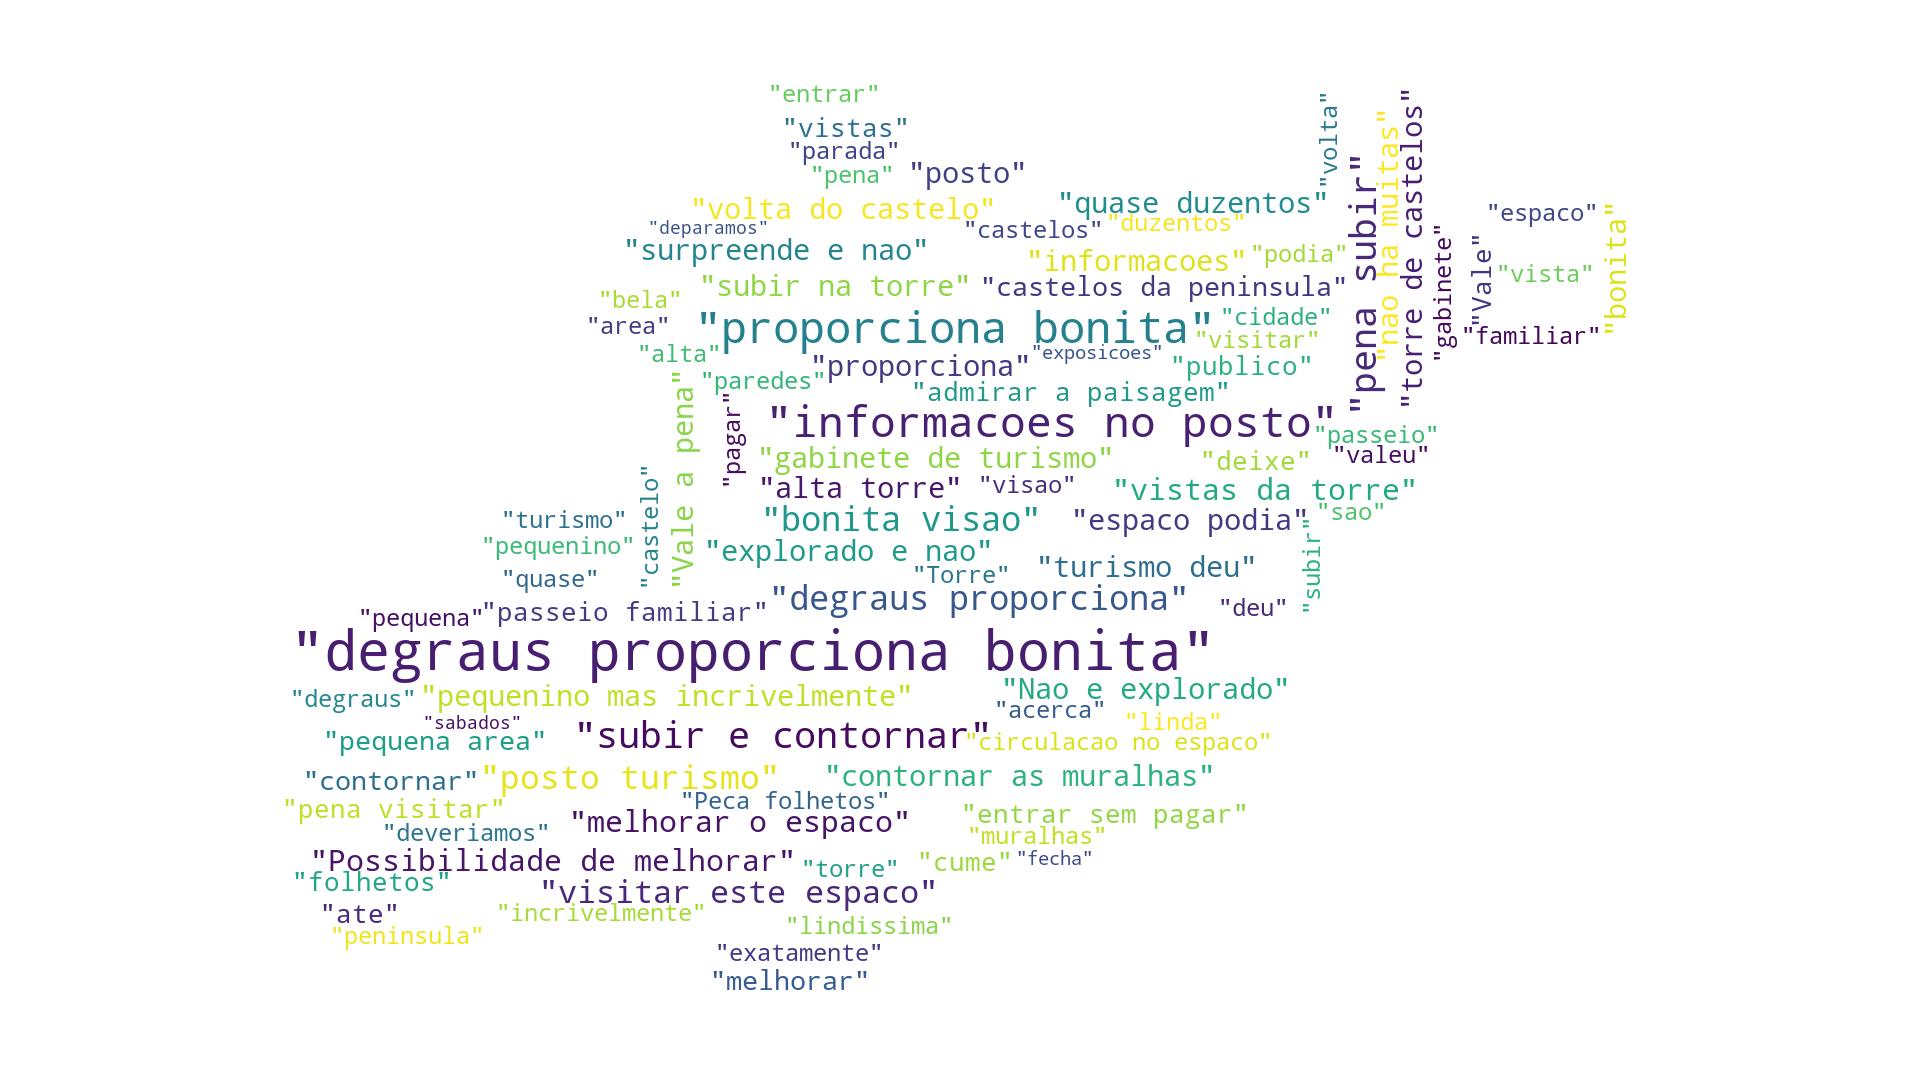 "entrar"
"vistas"
"parada"
"pena" "posto"
"volta"
"pena subir"
"nao ha muitas"
"torre de castelos"
"volta do castelo" "quase duzentos"
"espaco"
"bonita"
"deparamos" "castelos" "duzentos"
"surpreende e nao" "informacoes" "podia"
"gabinete"
"Vale"
"vista"
"subir na torre" "castelos da peninsula"
"bela"
"area" "proporciona bonita" "cidade"
"familiar"
"visitar"
"alta" "proporciona" "exposicoes" "publico"
"paredes" "admirar a paisagem"
"Vale a pena"
"pagar"
"informacoes no posto" "passeio"
"gabinete de turismo" "deixe" "valeu"
"alta torre" "visao" "vistas da torre"
"castelo"
"turismo" "bonita visao" "espaco podia" "sao"
"pequenino" "explorado e nao"
"subir"
"quase" "Torre" "turismo deu"
"pequena" "passeio familiar" "degraus proporciona" "deu"
"degraus proporciona bonita"
"degraus" "pequenino mas incrivelmente" "Nao e explorado"
"sabados" "acerca" "linda"
"pequena area" "subir e contornar" "circulacao no espaco"
"contornar" "posto turismo" "contornar as muralhas"
"pena visitar" "Peca folhetos" "entrar sem pagar"
"deveriamos" "melhorar o espaco" "muralhas"
"Possibilidade de melhorar" "torre" "cume" "fecha"
"folhetos" "visitar este espaco"
"ate" "incrivelmente"
"peninsula" "lindissima"
"exatamente"
"melhorar"